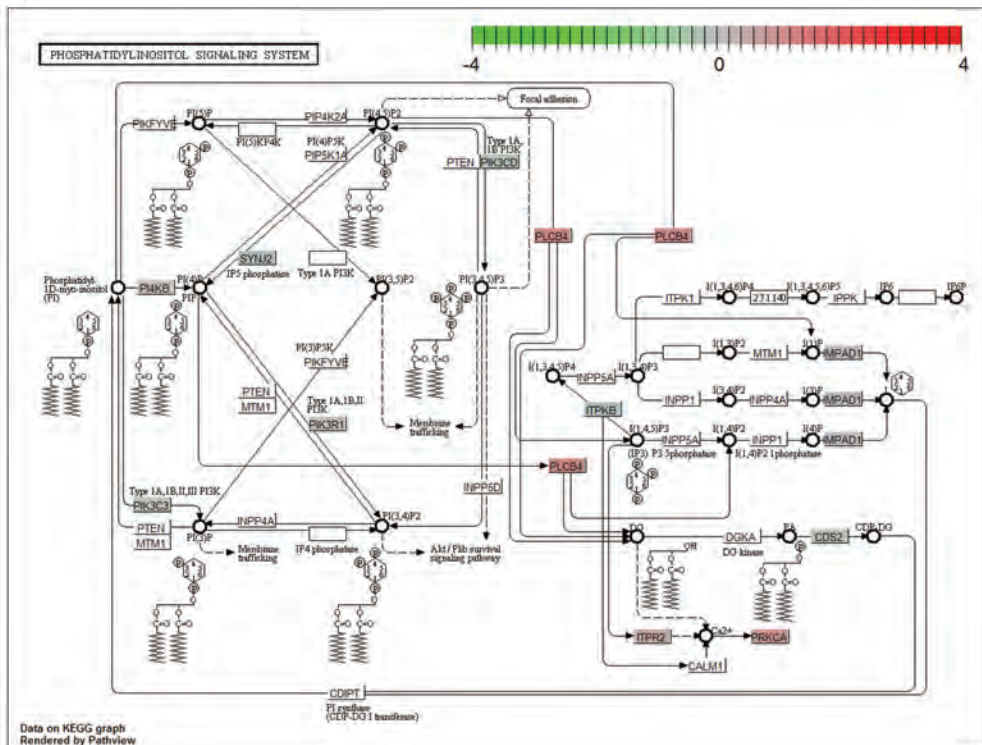 PHOSPHATIDYLINOSITOL SIGNALING SYSTEM
-4
0
4
Focal adhesion
PIKFYVE
PI(5)P
PIP4K2A
PI(4,5)P2
PI(5)KP4K
PI(4)P5K
PIP5K1A
Type 1A,
1B PI3K
PTEN
PIK3CD
PLCB4
PLCB4
SYNJ2
IP5 phosphatase
Type 1A PI3K
Phosphatidyl-
1D-myo-inositol
(PI)
PI4KB
PI(4)P
PIP
PI(3,5)P2
PI(3,4,5)P3
ITPK1
I(1,3,4,6)P4
2.7.1.140
I(1,3,4,5,6)P5
IPPK
IP6
IP6P
PI(3)P5K
PIKFYVE
I(1,3)P2
MTM1
I(1)P
IMPAD1
I(1,3,4,5)P4
INPP5A
I(1,3,4)P3
INPP1
I(3,4)P2
INPP4A
I(3)P
IMPAD1
I
PTEN
MTM1
Type 1A,1B,II
PI3K
PIK3R1
Membrane
trafficking
ITPKB
I(1,4,5)P3
(IP3)
INPP5A
P3 5phosphatase
I(1,4)P2
INPP1
I(1,4)P2 1phosphatase
I(4)P
IMPAD1
PLCB4
INPP5D
Type 1A,1B,II,III PI3K
PIK3C3
PTEN
MTM1
PI(3)P
INPP4A
IP4 phosphatase
PI(3,4)P2
Membrane
trafficking
Akt / Pkb survival
signaling pathway
DG
DGKA
DG kinase
PA
CDS2
CDP-DG
OH
ITPR2
Ca2+
PRKCA
CALM1
CDIPT
PI synthase
(CDP-DG I transferase)
Data on KEGG graph
Rendered by Pathview